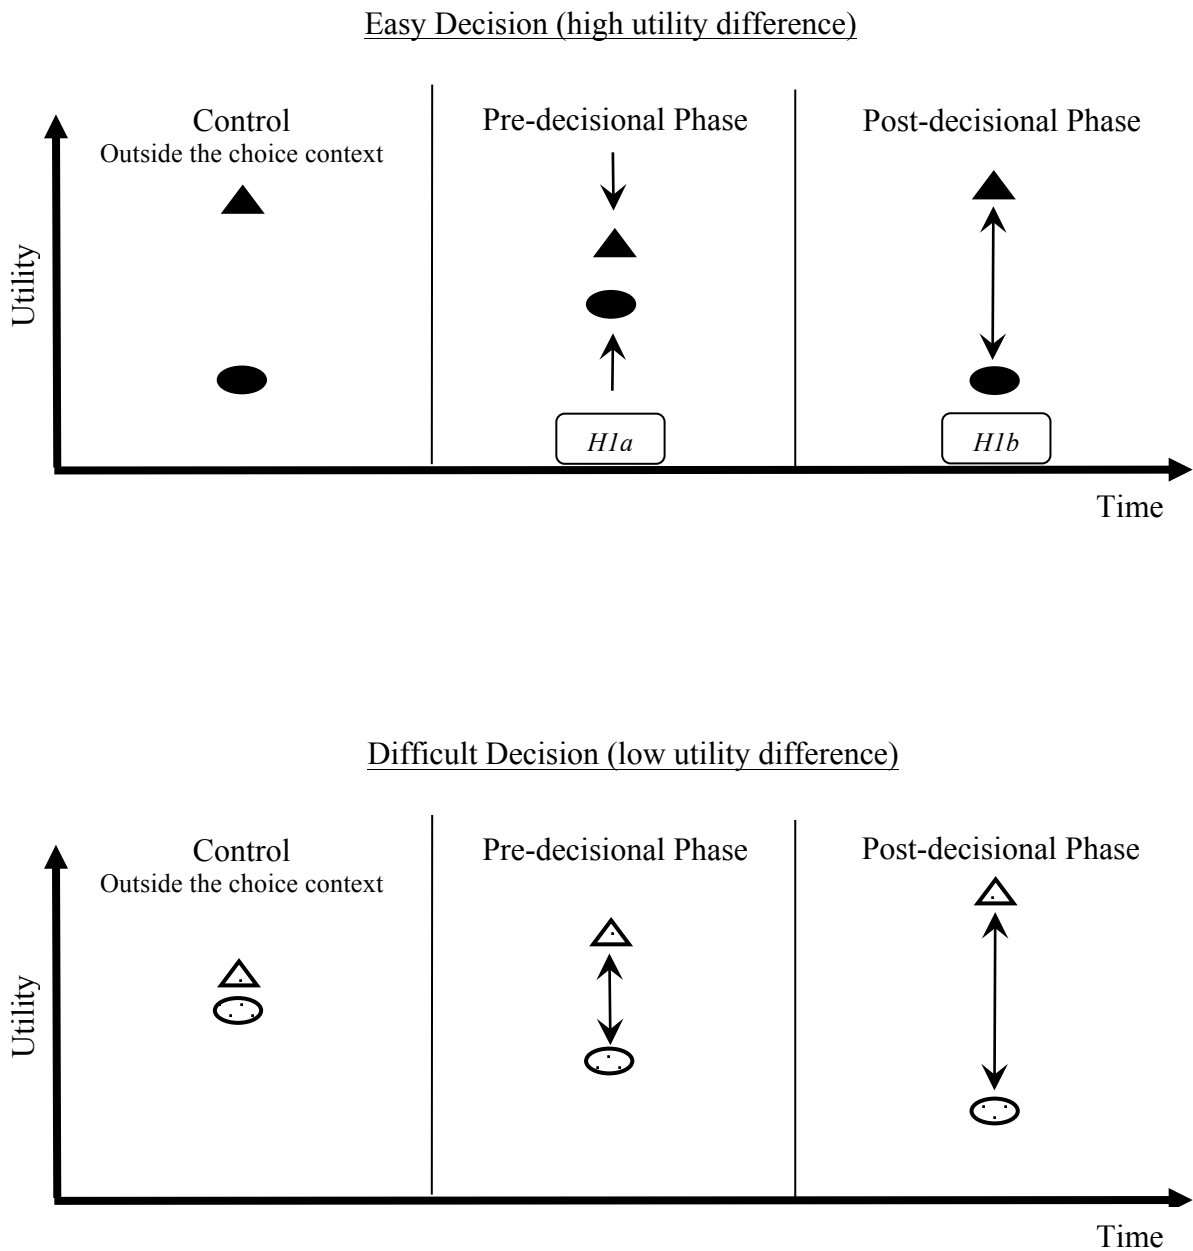 Easy Decision (high utility difference)
Control
Outside the choice context
Pre-decisional Phase
Post-decisional Phase
Utility
H1a
H1b
Time
Difficult Decision (low utility difference)
Control
Outside the choice context
Pre-decisional Phase
Post-decisional Phase
Utility
Time